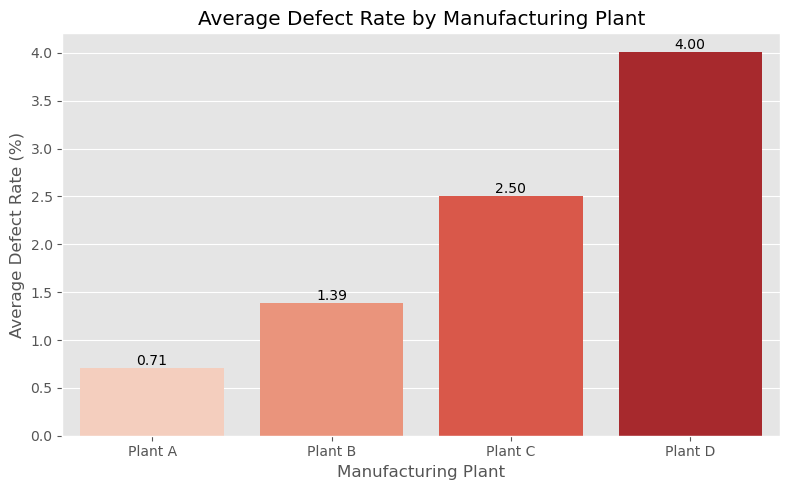 Average Defect Rate by Manufacturing Plant
Average Defect Rate (%)
4.0
3.5
3.0
2.5
2.0
1.5
1.0
0.5
0.0
0.71
1.39
2.50
4.00
Plant A
Plant B
Plant C
Plant D
Manufacturing Plant